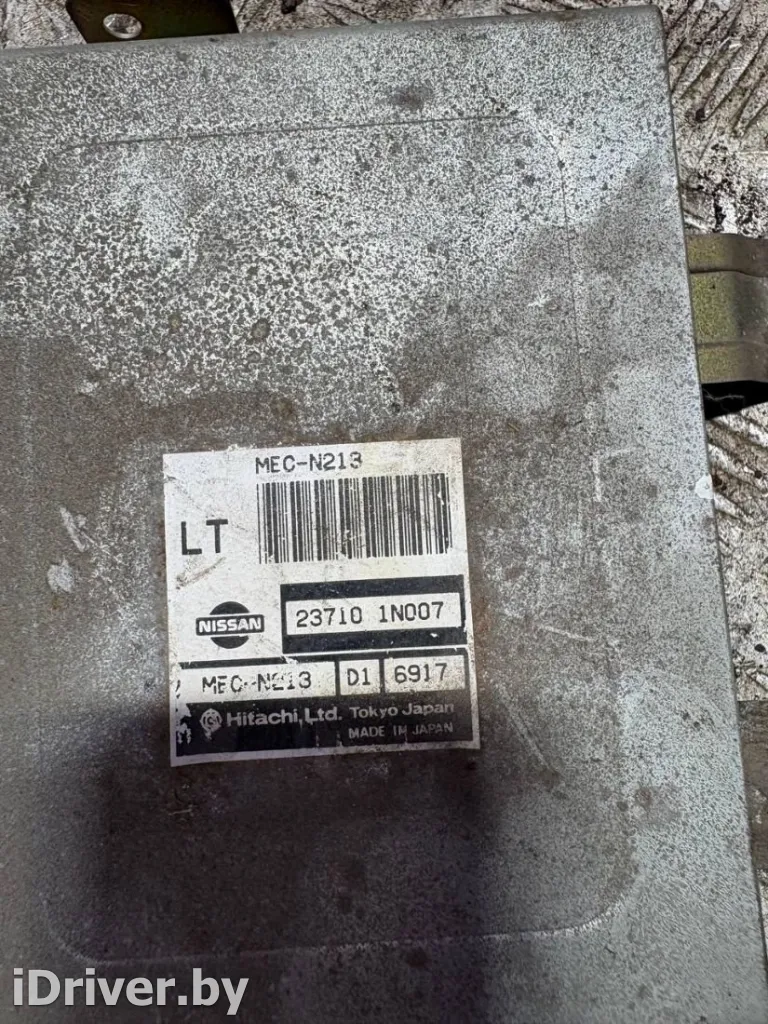 MEC-N213
LT
NISSAN
23710 1N007
MEC-N213 D1 6917
Hitachi, Ltd. Tokyo Japan
MADE IN JAPAN
iDriver.by